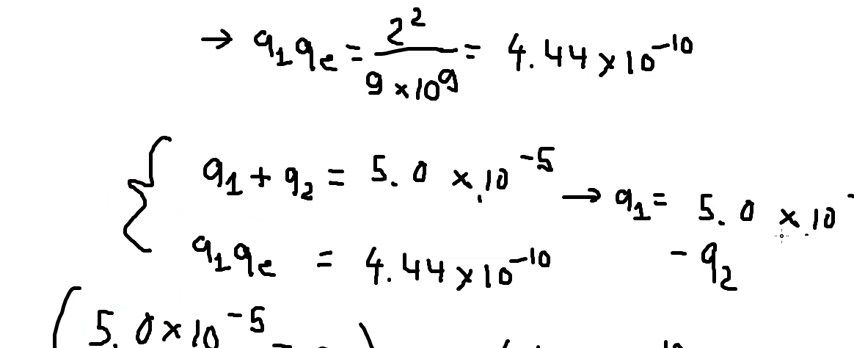 → q₁qₑ = 2² / 9 × 10⁹ = 4.44 × 10⁻¹⁰
{ q₁ + q₂ = 5.0 × 10⁻⁵ → q₁ = 5.0 × 10⁻
- q₂
q₁qₑ = 4.44 × 10⁻¹⁰
( 5.0 × 10⁻⁵ - )